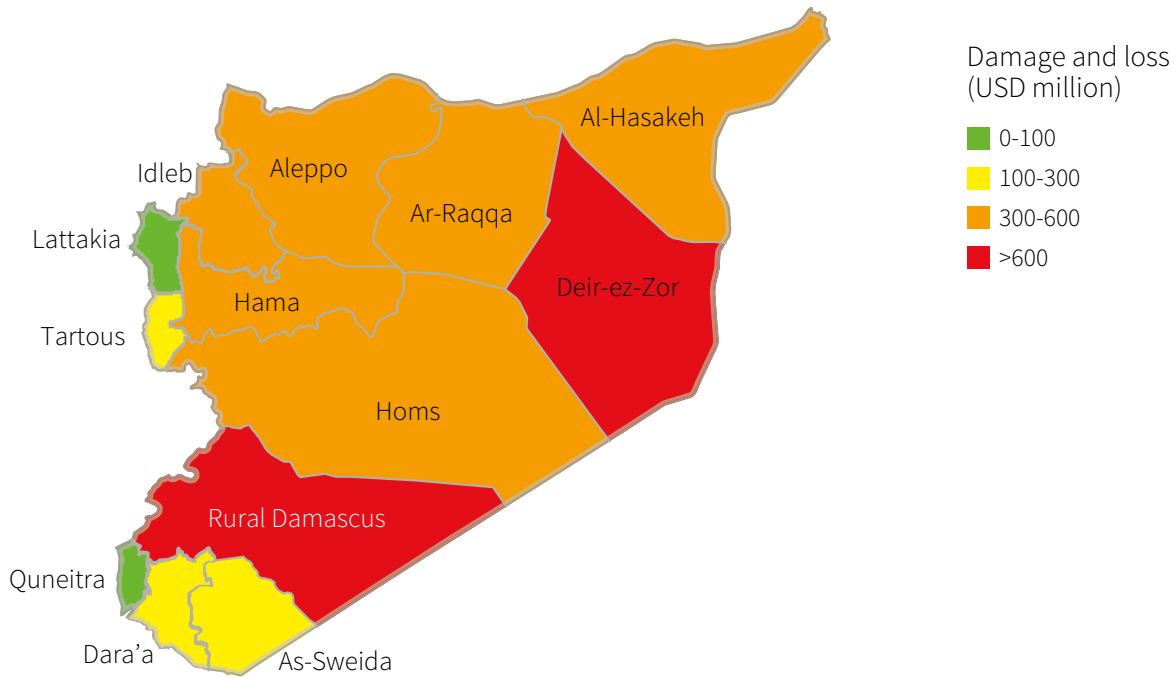 Damage and loss
(USD million)
0-100
100-300
300-600
>600
Al-Hasakeh
Aleppo
Idleb
Ar-Raqqa
Lattakia
Deir-ez-Zor
Hama
Tartous
Homs
Rural Damascus
Quneitra
Dara’a
As-Sweida